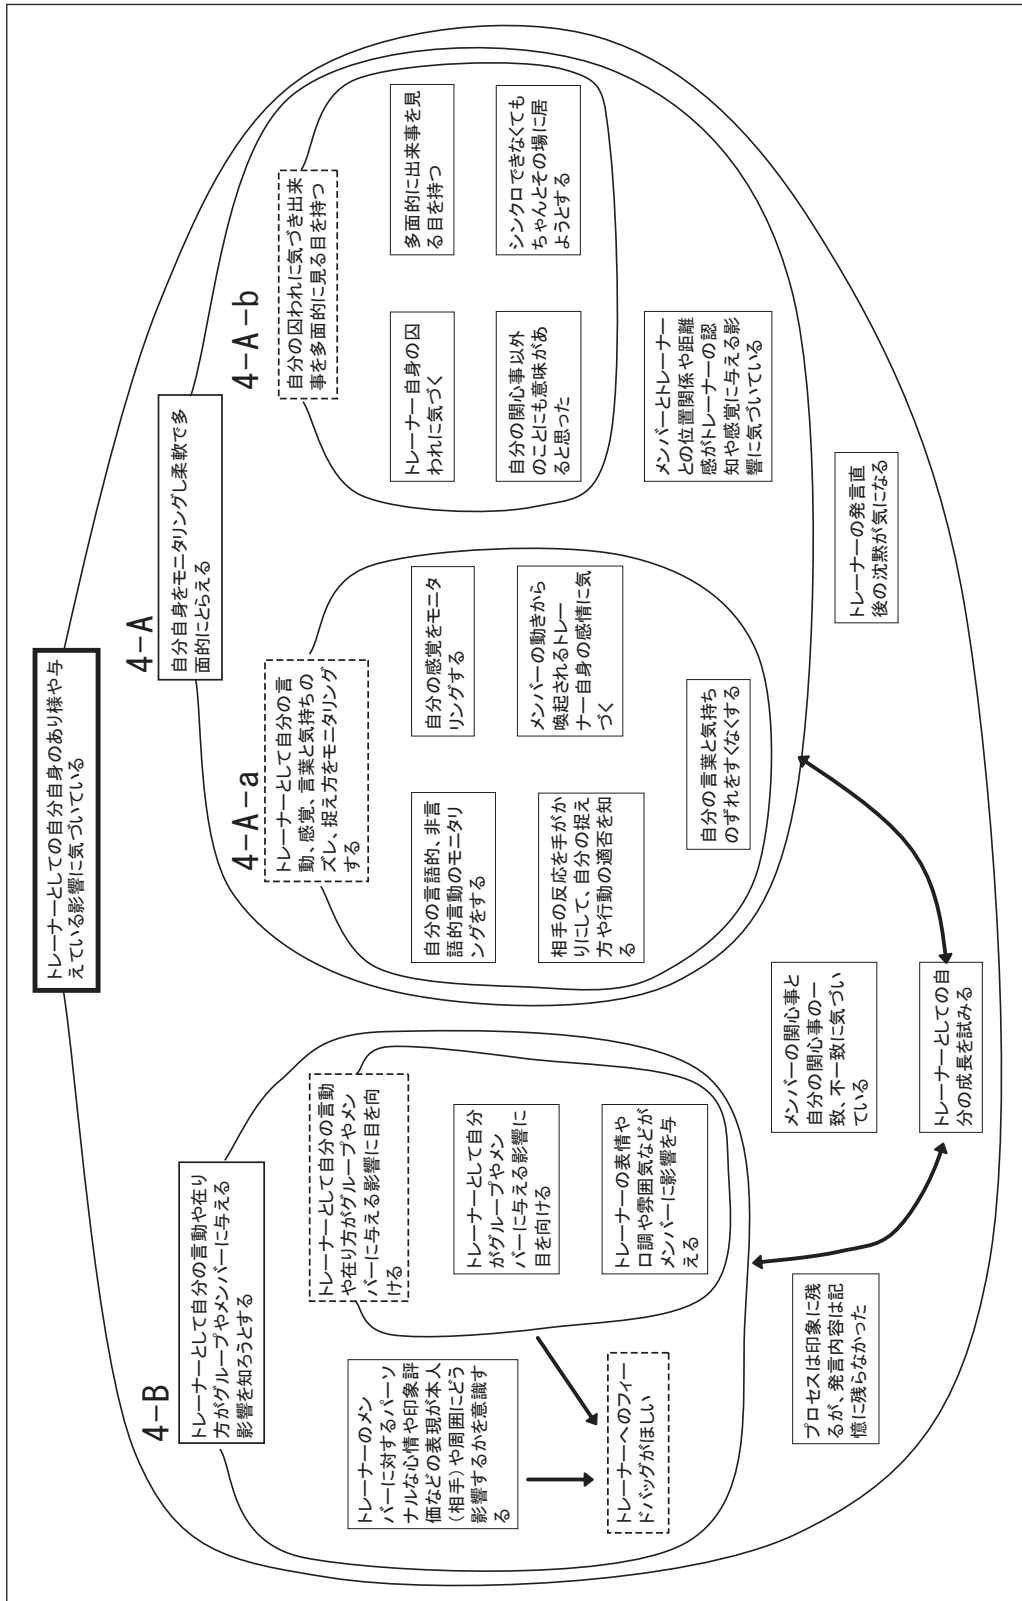 トレーナーとしての自分自身のあり様や与
えている影響に気づいている
4-B
トレーナーとして自分の言動や在り
方がグループやメンバーに与える
影響を知ろうとする
トレーナーのメン
バーに対するパーソ
ナルな心情や印象評
価などの表現が本人
(相手)や周囲にどう
影響するかを意識す
る
トレーナーへのフィー
ドバッグがほしい
トレーナーとして自分の言動
や在り方がグループやメン
バーに与える影響に目を向
ける
トレーナーとして自分
がグループやメン
バーに与える影響に
目を向ける
トレーナーの表情や
口調や雰囲気などが
メンバーに影響を与
える
4-A
自分自身をモニタリングし柔軟で多
面的にとらえる
4-A-a
トレーナーとして自分の言
動、感覚、言葉と気持ちの
ズレ、捉え方をモニタリング
する
自分の言語的、非言
語的言動のモニタリ
ングをする
自分の感覚をモニタ
リングする
相手の反応を手がか
りにして、自分の捉え
方や行動の適否を知
る
メンバーの動きから
喚起されるトレー
ナー自身の感情に気
づく
自分の言葉と気持ち
のずれをすくなくする
4-A-b
自分の囚われに気づき出来
事を多面的に見る目を持つ
トレーナー自身の囚
われに気づく
多面的に出来事を見
る目を持つ
自分の関心事以外
のことにも意味があ
ると思った
シンクロできなくても
ちゃんとその場に居
ようとする
メンバーとトレーナー
との位置関係や距離
感がトレーナーの認
知や感覚に与える影
響に気づいている
プロセスは印象に残
るが、発言内容は記
憶に残らなかった
メンバーの関心事と
自分の関心事の一
致、不一致に気づい
ている
トレーナーの発言直
後の沈黙が気になる
トレーナーとしての自
分の成長を試みる